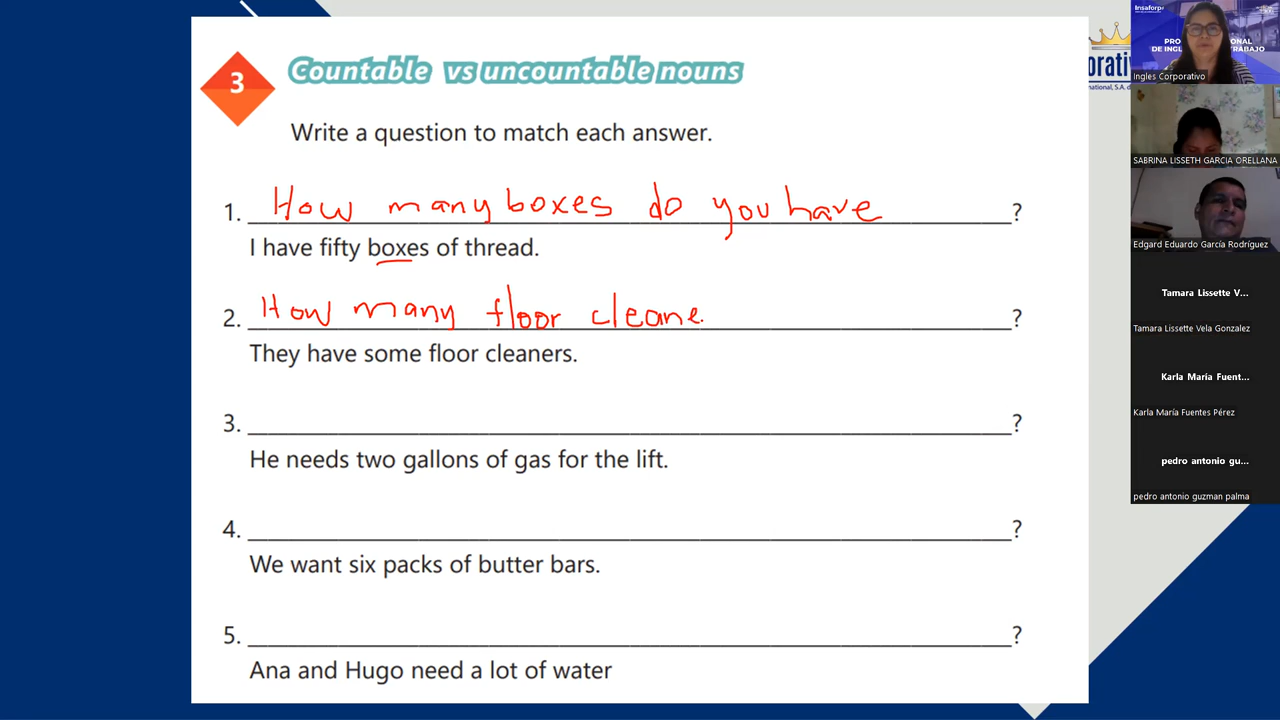 3
Countable vs uncountable nouns
Write a question to match each answer.
1. How many boxes do you have ?
I have fifty boxes of thread.
2. How many floor cleane ?
They have some floor cleaners.
3. ?
He needs two gallons of gas for the lift.
4. ?
We want six packs of butter bars.
5. ?
Ana and Hugo need a lot of water
Insaforp
Ingles Corporativo
SABRINA LISSETH GARCIA ORELLANA
Edgard Eduardo García Rodríguez
Tamara Lissette V...
Tamara Lissette Vela Gonzalez
Karla María Fuent...
Karla María Fuentes Pérez
pedro antonio gu...
pedro antonio guzman palma